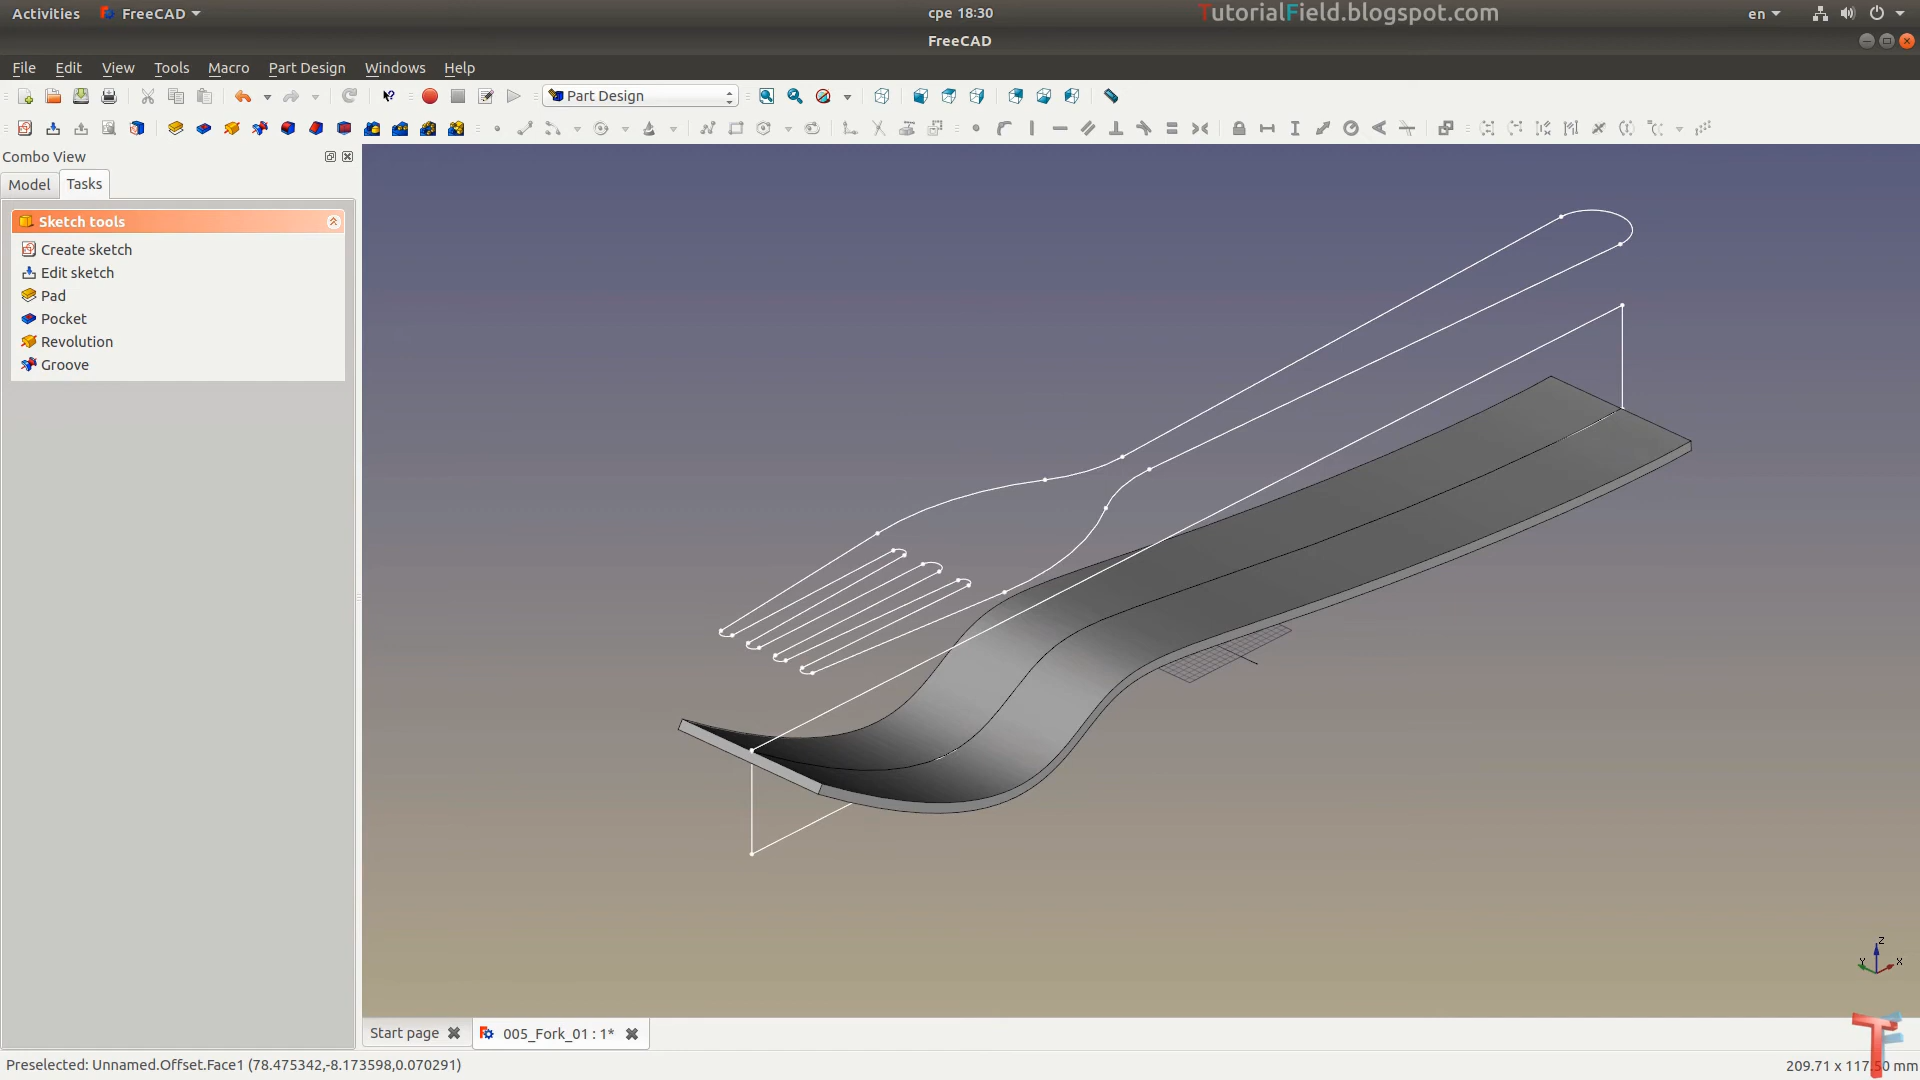 Activities FreeCAD сре 18:30 TutorialField.blogspot.com en
FreeCAD
File Edit View Tools Macro Part Design Windows Help
Part Design
Combo View
Model Tasks
Sketch tools
Create sketch
Edit sketch
Pad
Pocket
Revolution
Groove
Z
Y X
Start page 005_Fork_01 : 1*
Preselected: Unnamed.Offset.Face1 (78.475342,-8.173598,0.070291) 209.71 x 117.50 mm